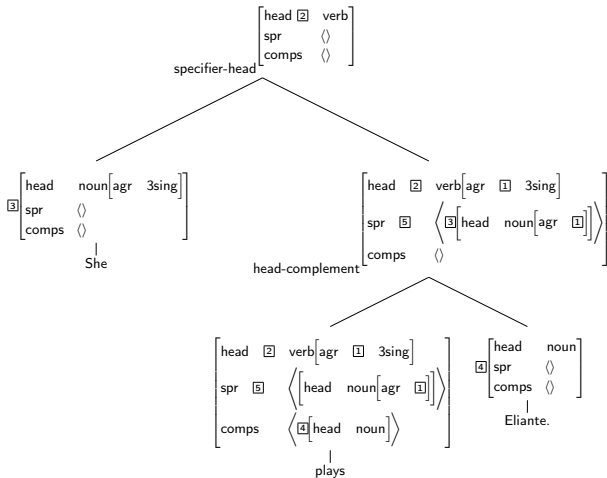 head 2 verb
spr ⟨⟩
comps ⟨⟩
specifier-head
3 head noun[agr 3sing]
spr ⟨⟩
comps ⟨⟩
She
head 2 verb[agr 1 3sing]
spr 5 ⟨3[head noun[agr 1]]⟩
comps ⟨⟩
head-complement
head 2 verb[agr 1 3sing]
spr 5 ⟨[head noun[agr 1]]⟩
comps ⟨4[head noun]⟩
plays
4 head noun
spr ⟨⟩
comps ⟨⟩
Eliante.